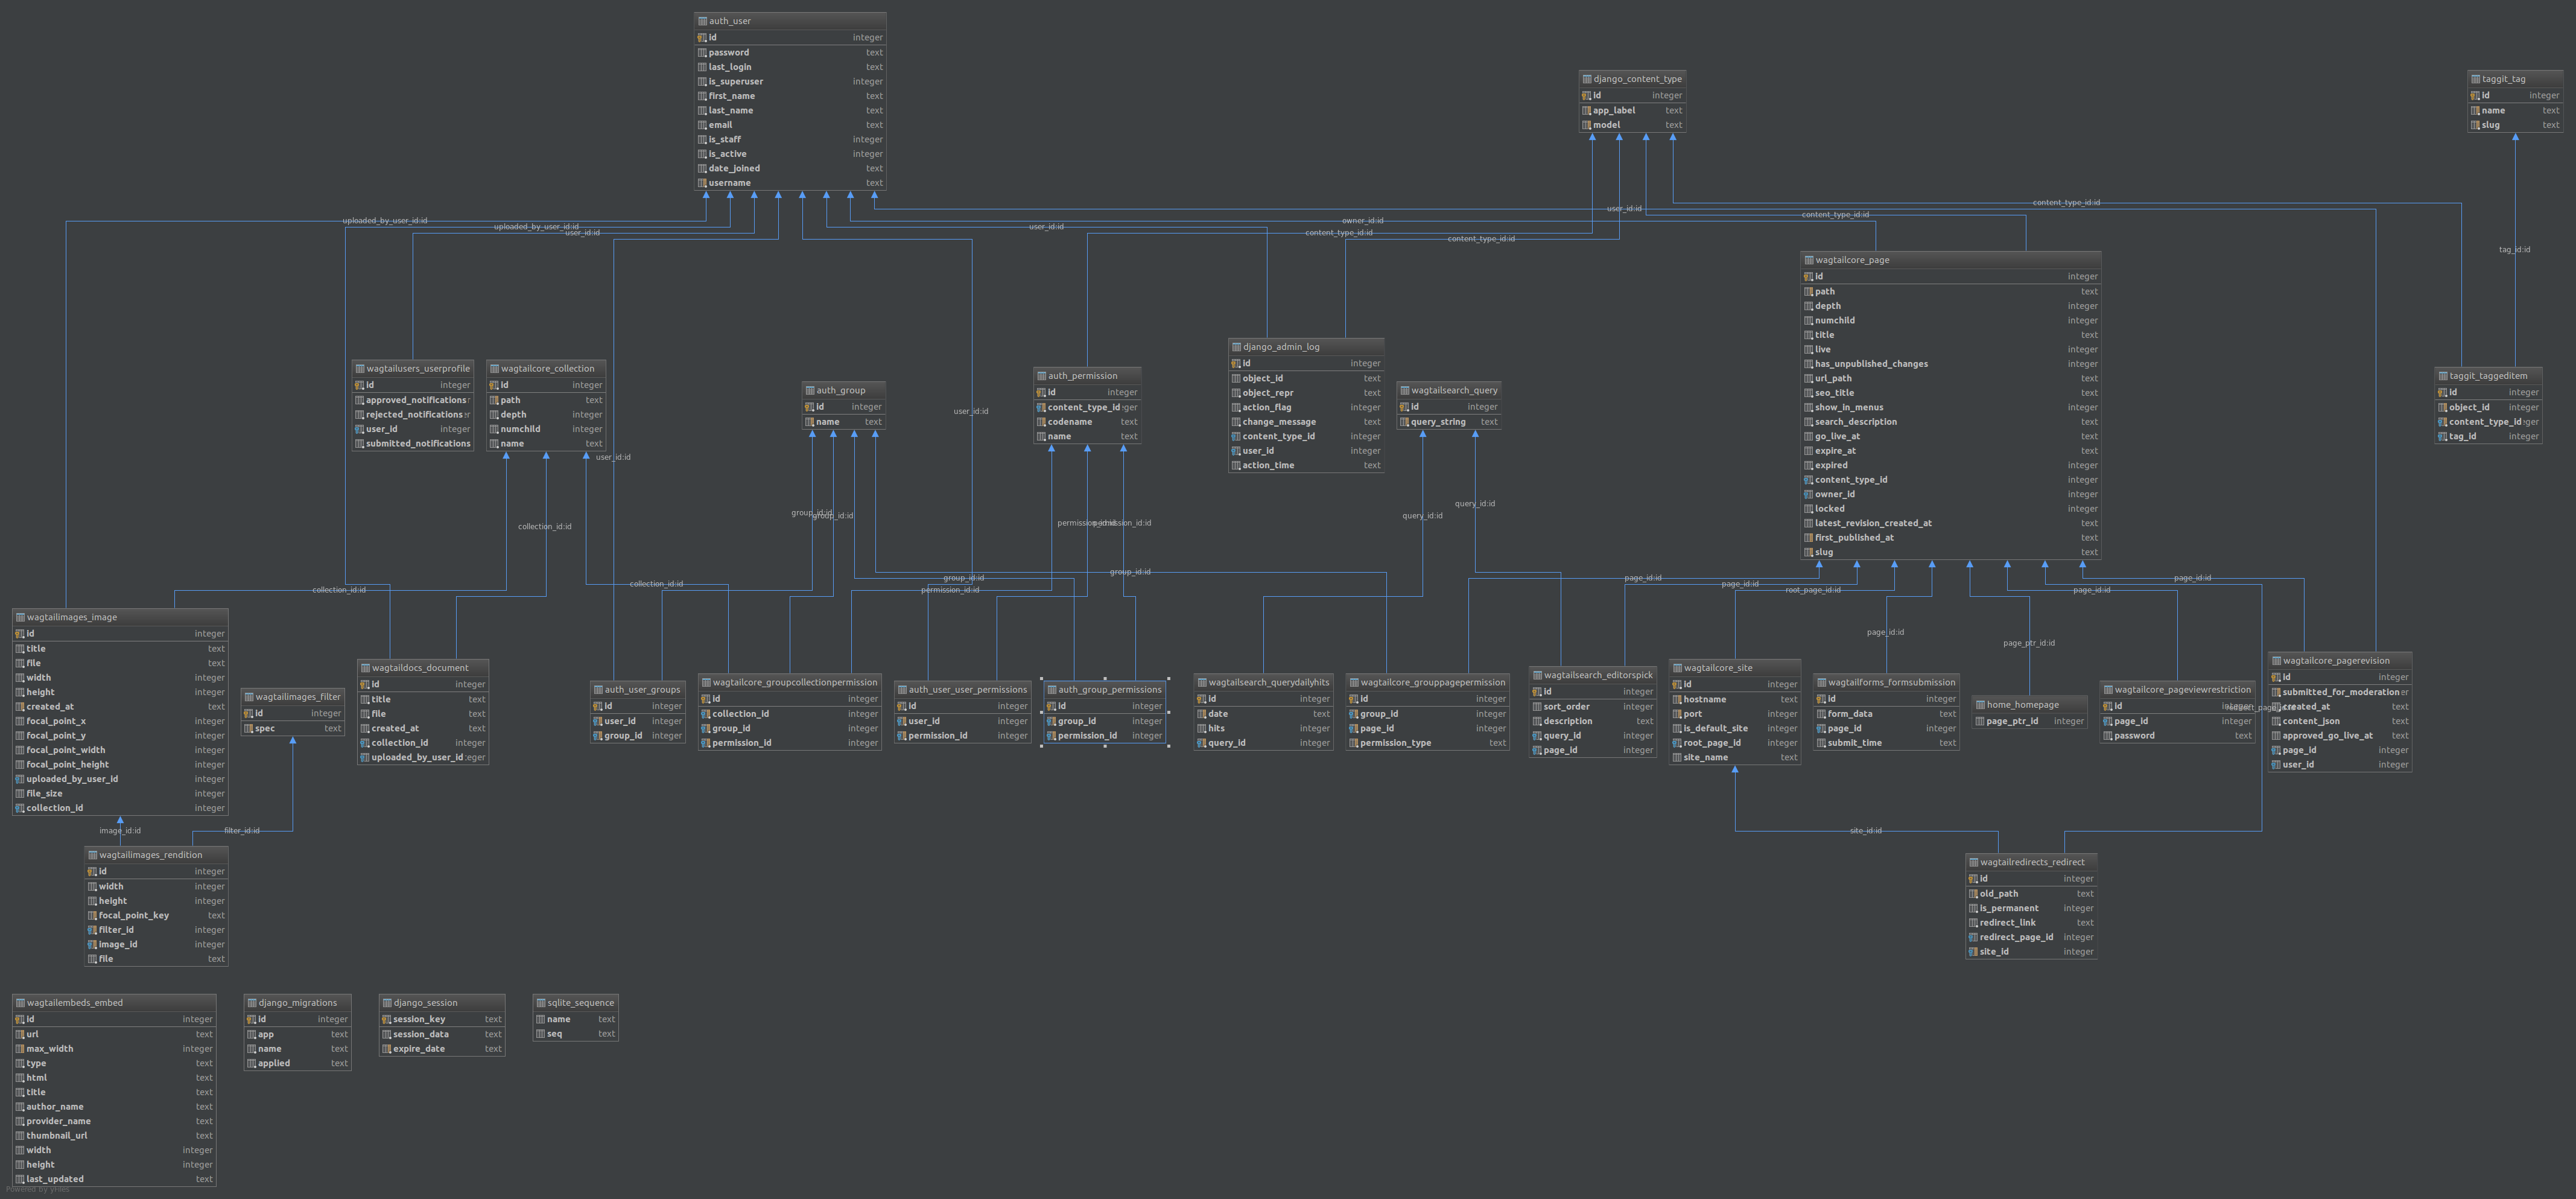 auth_user
id integer
password text
last_login text
is_superuser integer
first_name text
last_name text
email text
is_staff integer
is_active integer
date_joined text
username text
django_content_type
id integer
app_label text
model text
taggit_tag
id integer
name text
slug text
uploaded_by_user_id:id
uploaded_by_user_id:id
user_id:id
user_id:id
owner_id:id
content_type_id:id
content_type_id:id
user_id:id
content_type_id:id
content_type_id:id
tag_id:id
wagtailcore_page
id integer
path text
depth integer
numchild integer
title text
live integer
has_unpublished_changes integer
url_path text
seo_title text
show_in_menus integer
search_description text
go_live_at text
expire_at text
expired integer
content_type_id integer
owner_id integer
locked integer
latest_revision_created_at text
first_published_at text
slug text
wagtailusers_userprofile
id integer
approved_notifications
rejected_notifications
user_id integer
submitted_notifications
wagtailcore_collection
id integer
path text
depth integer
numchild integer
name text
auth_group
id integer
name text
user_id:id
user_id:id
auth_permission
id integer
content_type_id
codename text
name text
django_admin_log
id integer
object_id text
object_repr text
action_flag integer
change_message text
content_type_id integer
user_id integer
action_time text
wagtailsearch_query
id integer
query_string text
taggit_taggeditem
id integer
object_id integer
content_type_id
tag_id integer
collection_id:id
group_id:id
group_id:id
query_id:id
query_id:id
collection_id:id
collection_id:id
group_id:id
permission_id:id
group_id:id
page_id:id
page_id:id
root_page_id:id
page_id:id
page_id:id
page_id:id
page_ptr_id:id
wagtailimages_image
id integer
title text
file text
width integer
height integer
created_at text
focal_point_x integer
focal_point_y integer
focal_point_width integer
focal_point_height integer
uploaded_by_user_id integer
file_size integer
collection_id integer
wagtailimages_filter
id integer
spec text
wagtaildocs_document
id integer
title text
file text
created_at text
collection_id integer
uploaded_by_user_id
auth_user_groups
id integer
user_id integer
group_id integer
wagtailcore_groupcollectionpermission
id integer
collection_id integer
group_id integer
permission_id integer
auth_user_user_permissions
id integer
user_id integer
permission_id integer
auth_group_permissions
id integer
group_id integer
permission_id integer
wagtailsearch_querydailyhits
id integer
date text
hits integer
query_id integer
wagtailcore_grouppagepermission
id integer
group_id integer
page_id integer
permission_type text
wagtailsearch_editorspick
id integer
sort_order integer
description text
query_id integer
page_id integer
wagtailcore_site
id integer
hostname text
port integer
is_default_site integer
root_page_id integer
site_name text
wagtailforms_formsubmission
id integer
form_data text
page_id integer
submit_time text
home_homepage
page_ptr_id integer
wagtailcore_pageviewrestriction
id integer
page_id integer
password text
wagtailcore_pagerevision
id integer
submitted_for_moderation
created_at text
content_json text
approved_go_live_at text
page_id integer
user_id integer
image_id:id
filter_id:id
site_id:id
wagtailimages_rendition
id integer
width integer
height integer
focal_point_key text
filter_id integer
image_id integer
file text
wagtailredirects_redirect
id integer
old_path text
is_permanent integer
redirect_link text
redirect_page_id integer
site_id integer
wagtailembeds_embed
id integer
url text
max_width integer
type text
html text
title text
author_name text
provider_name text
thumbnail_url text
width integer
height integer
last_updated text
django_migrations
id integer
app text
name text
applied text
django_session
session_key text
session_data text
expire_date text
sqlite_sequence
name text
seq text
Powered by yFiles